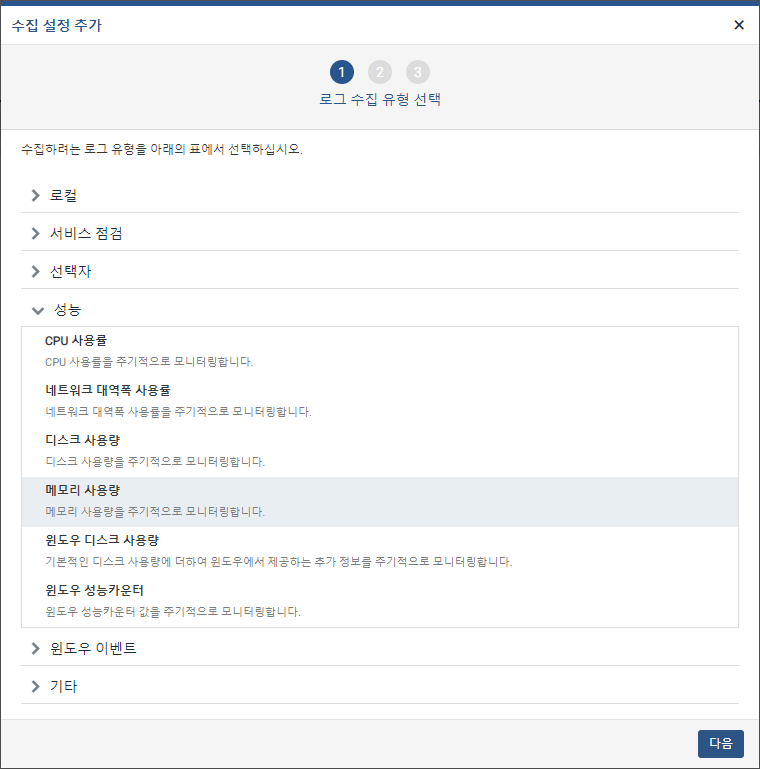 수집 설정 추가
1 2 3
로그 수집 유형 선택
수집하려는 로그 유형을 아래의 표에서 선택하십시오.
로컬
서비스 점검
선택자
성능
CPU 사용률
CPU 사용률을 주기적으로 모니터링합니다.
네트워크 대역폭 사용률
네트워크 대역폭 사용률을 주기적으로 모니터링합니다.
디스크 사용량
디스크 사용량을 주기적으로 모니터링합니다.
메모리 사용량
메모리 사용량을 주기적으로 모니터링합니다.
윈도우 디스크 사용량
기본적인 디스크 사용량에 더하여 윈도우에서 제공하는 추가 정보를 주기적으로 모니터링합니다.
윈도우 성능카운터
윈도우 성능카운터 값을 주기적으로 모니터링합니다.
윈도우 이벤트
기타
다음